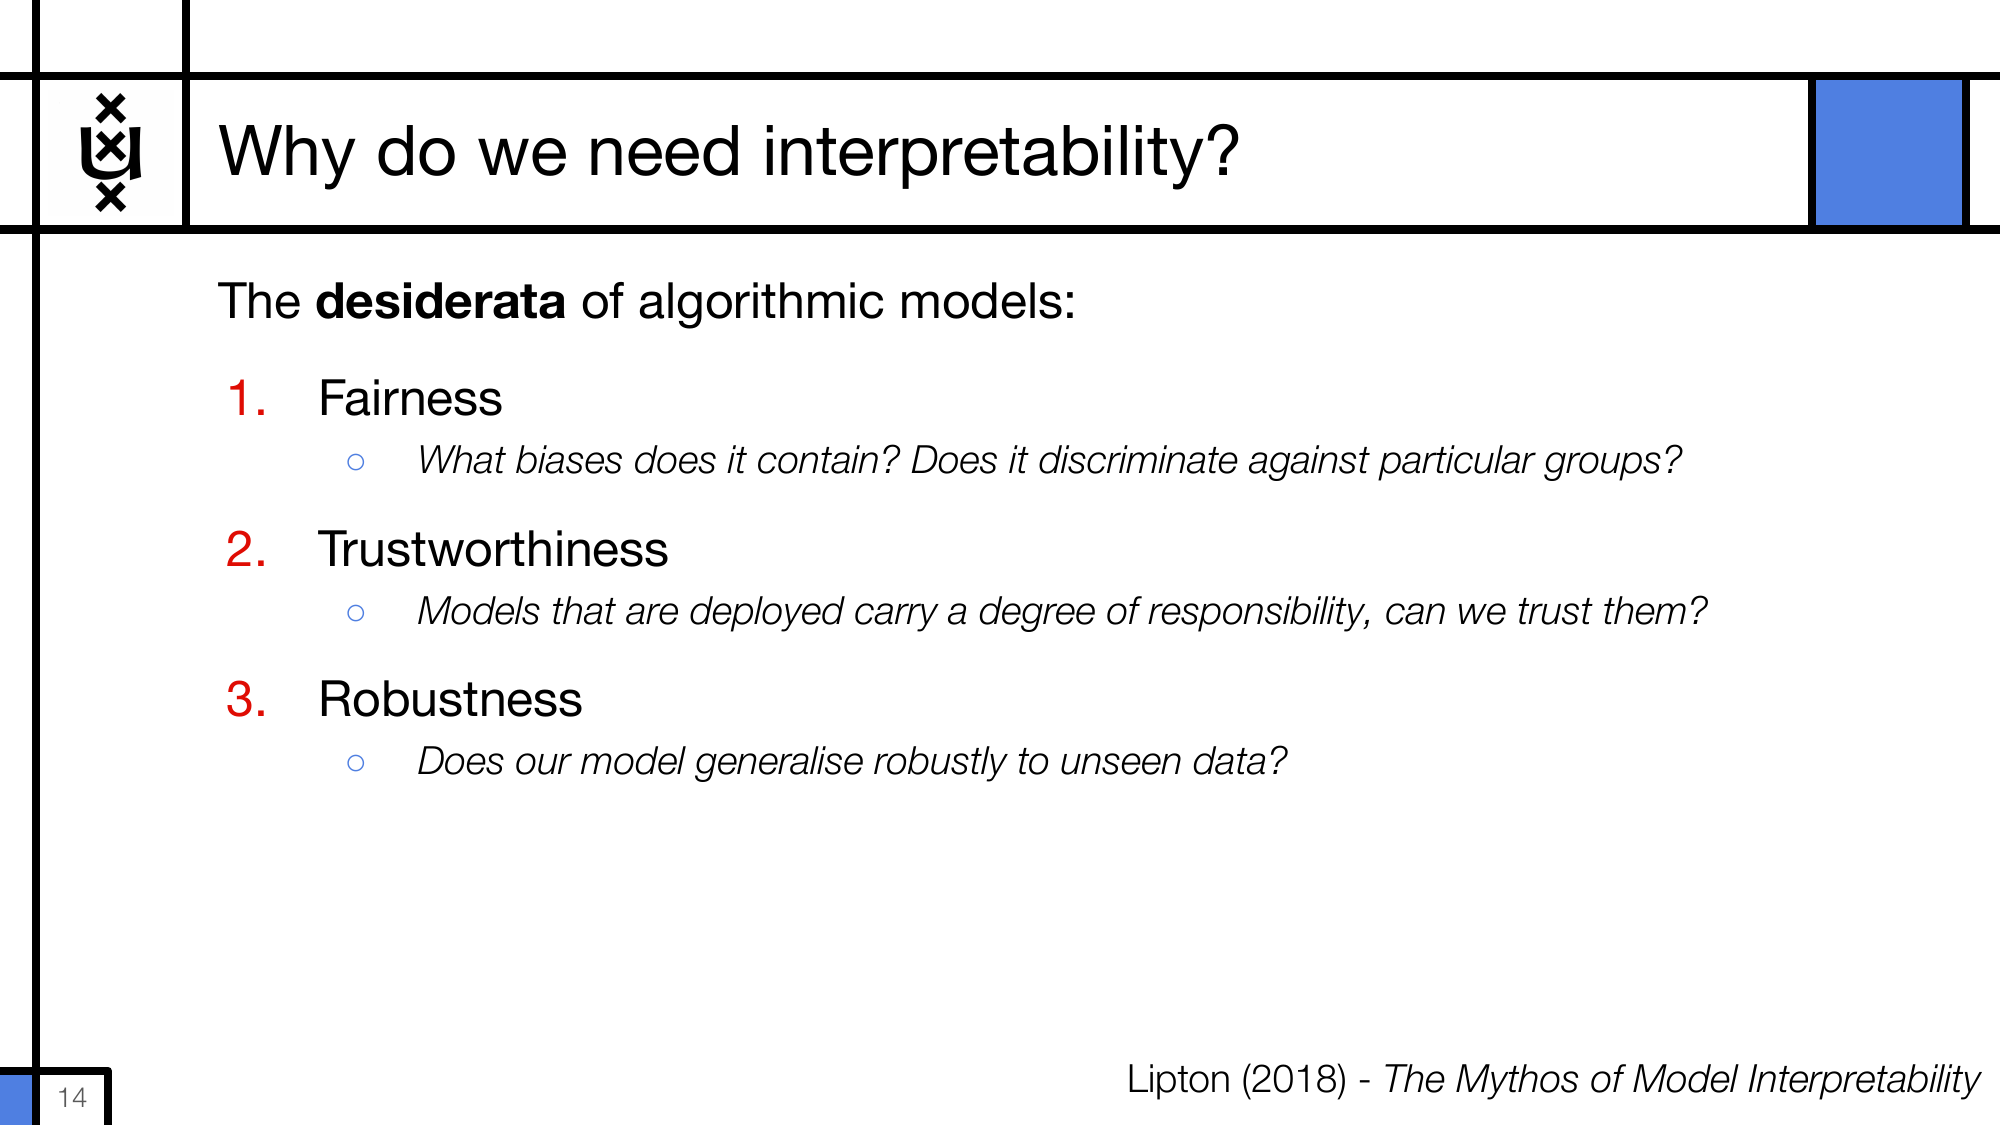 Why do we need interpretability?
The desiderata of algorithmic models:
1. Fairness
○ What biases does it contain? Does it discriminate against particular groups?
2. Trustworthiness
○ Models that are deployed carry a degree of responsibility, can we trust them?
3. Robustness
○ Does our model generalise robustly to unseen data?
Lipton (2018) - The Mythos of Model Interpretability
14